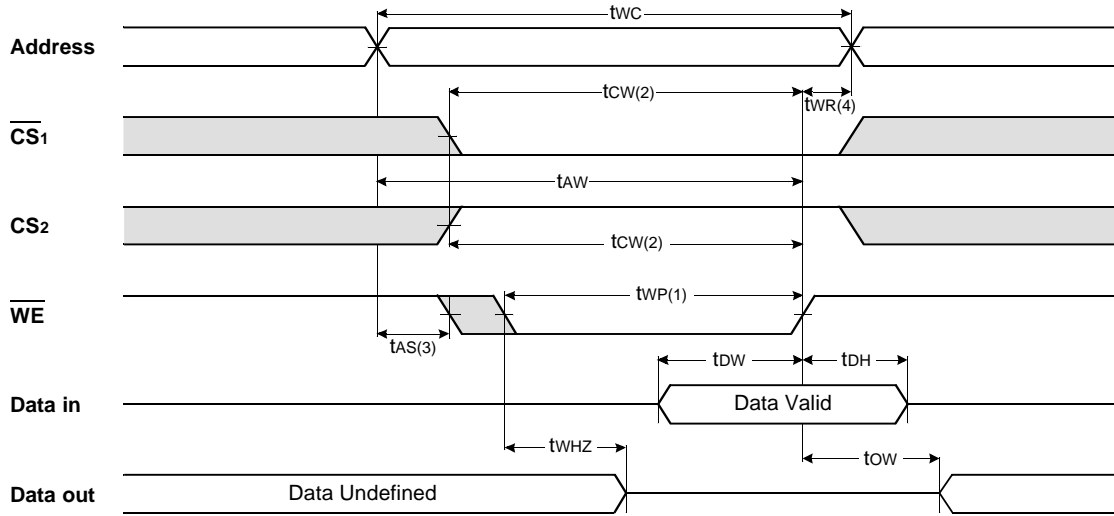 tWC
Address
tCW(2)
tWR(4)
CS1
tAW
CS2
tCW(2)
tWP(1)
WE
tAS(3)
tDW
tDH
Data in
Data Valid
tWHZ
tOW
Data out
Data Undefined